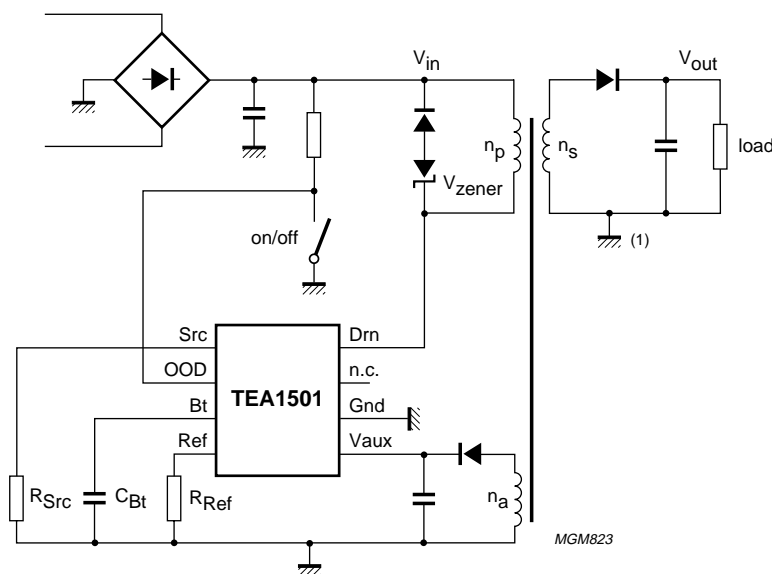 V_in
V_out
n_p
n_s
load
V_zener
on/off
(1)
Src
Drn
OOD
n.c.
TEA1501
Bt
Gnd
Ref
Vaux
R_Src
C_Bt
R_Ref
n_a
MGM823